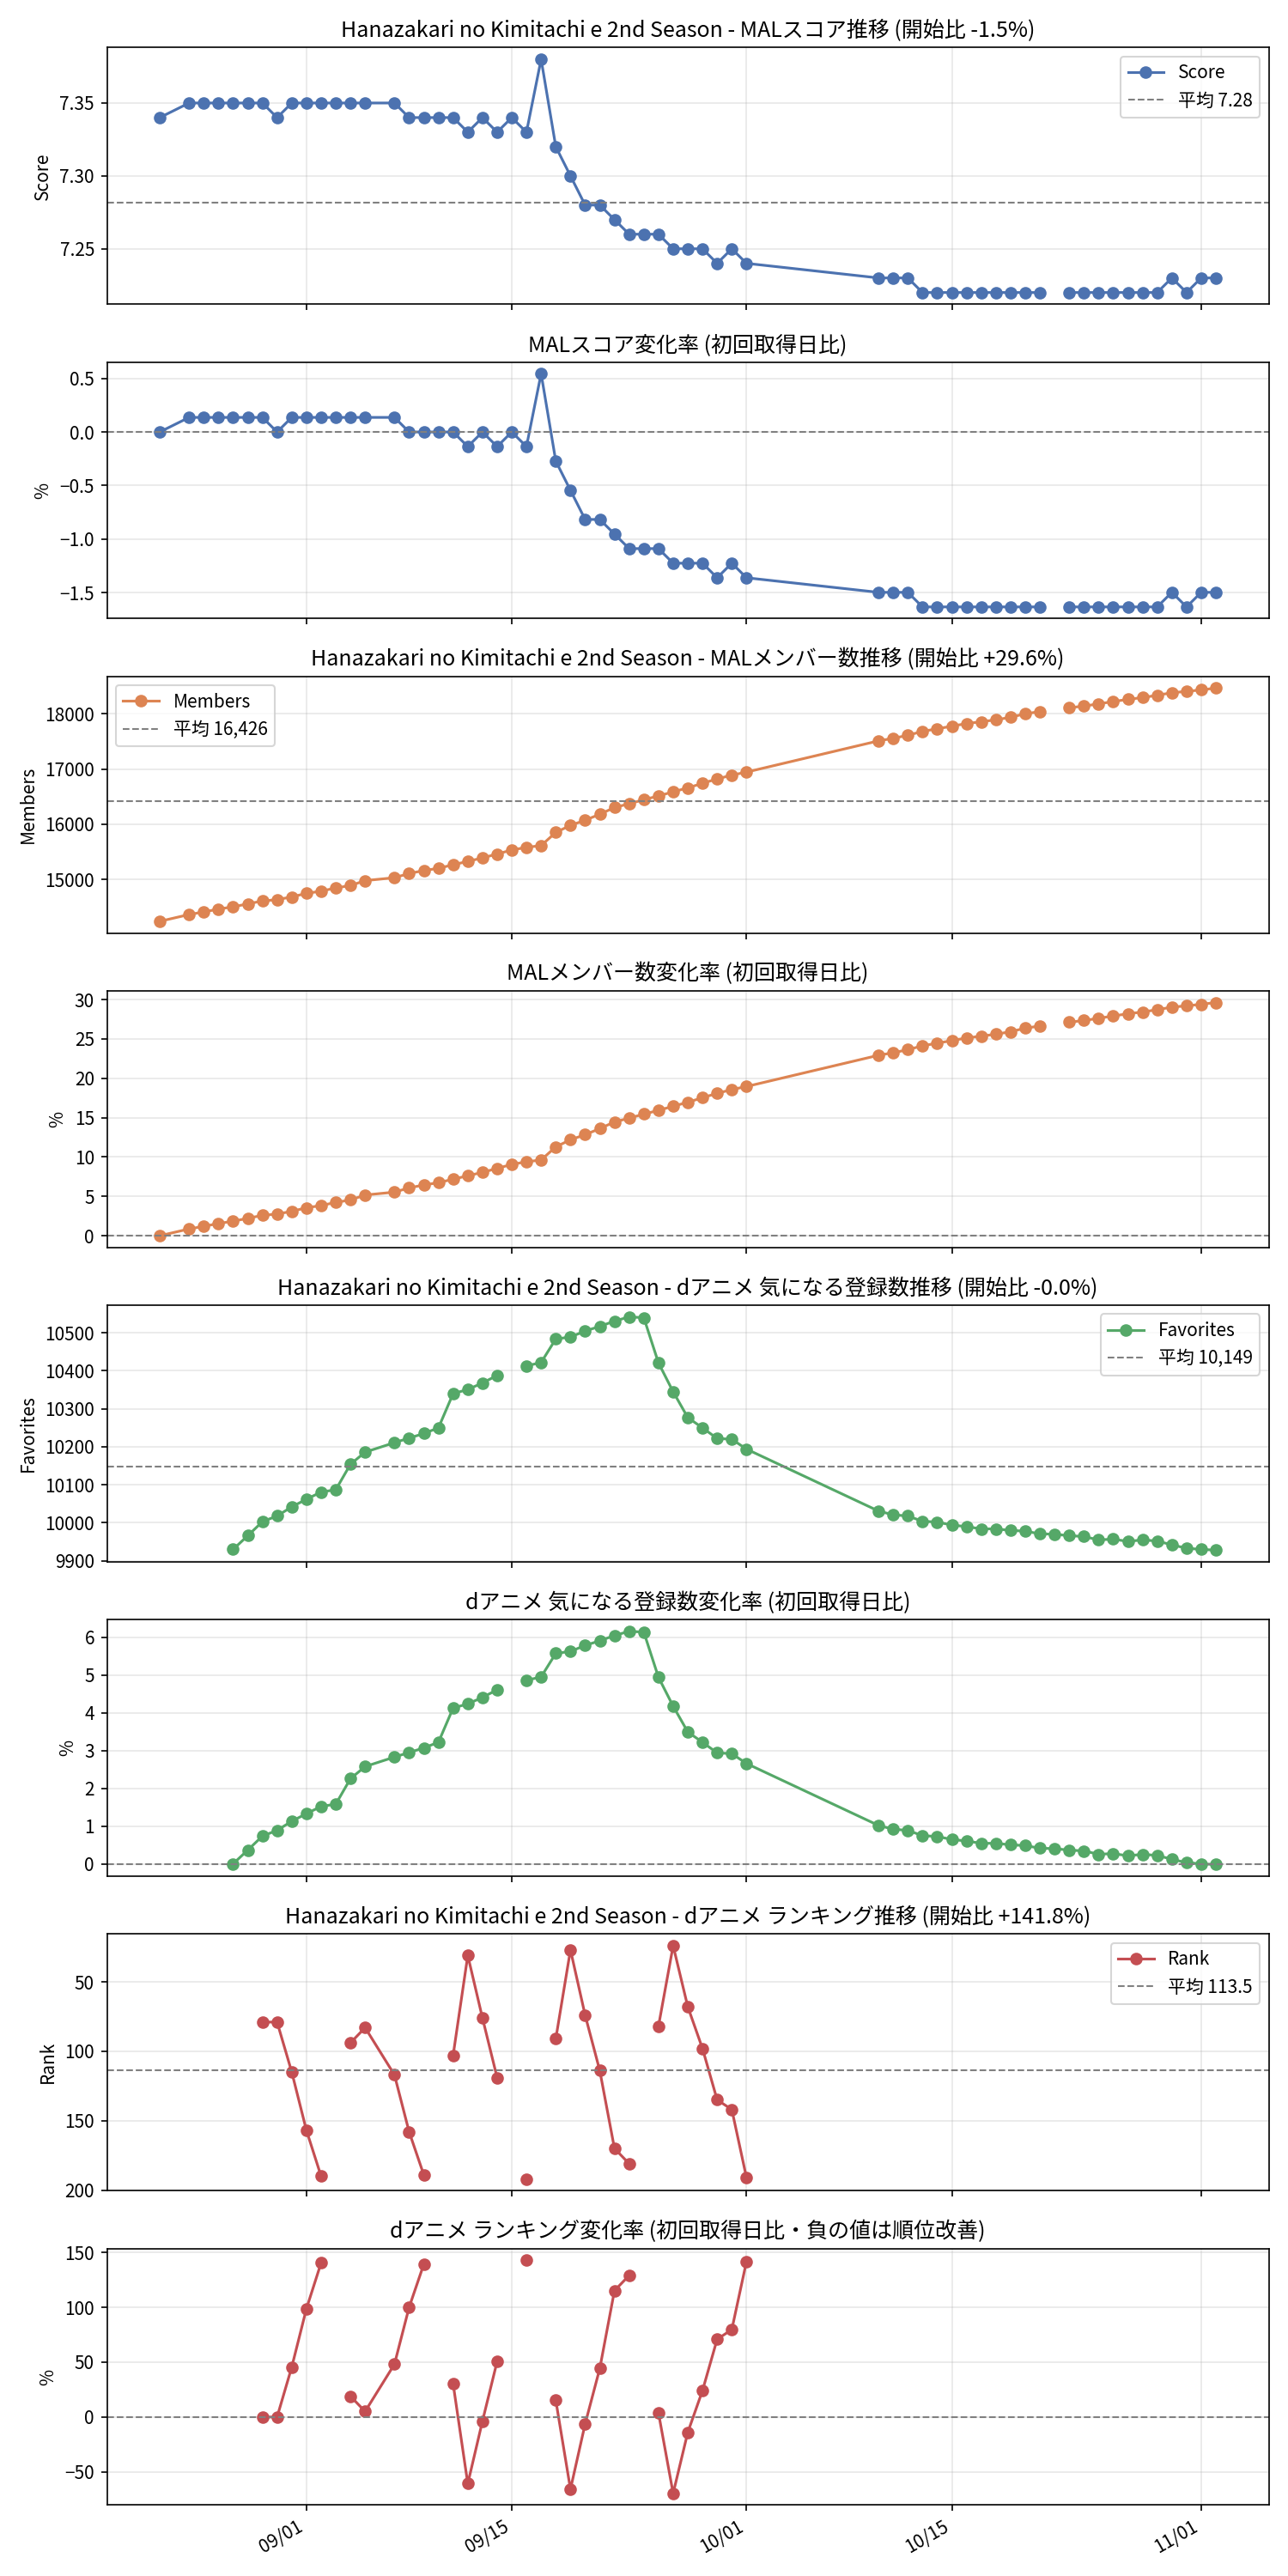 Hanazakari no Kimitachi e 2nd Season - MALスコア推移 (開始比 -1.5%)
Score
7.35
7.30
7.25
Score
平均 7.28
MALスコア変化率 (初回取得日比)
%
0.5
0.0
−0.5
−1.0
−1.5
Hanazakari no Kimitachi e 2nd Season - MALメンバー数推移 (開始比 +29.6%)
Members
18000
17000
16000
15000
Members
平均 16,426
MALメンバー数変化率 (初回取得日比)
%
30
25
20
15
10
5
0
Hanazakari no Kimitachi e 2nd Season - dアニメ 気になる登録数推移 (開始比 -0.0%)
Favorites
10500
10400
10300
10200
10100
10000
9900
Favorites
平均 10,149
dアニメ 気になる登録数変化率 (初回取得日比)
%
6
5
4
3
2
1
0
Hanazakari no Kimitachi e 2nd Season - dアニメ ランキング推移 (開始比 +141.8%)
Rank
50
100
150
200
Rank
平均 113.5
dアニメ ランキング変化率 (初回取得日比・負の値は順位改善)
%
150
100
50
0
−50
09/01
09/15
10/01
10/15
11/01